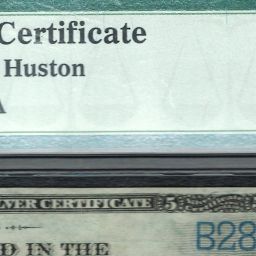 Certificate
Huston
VER CERTIFICATE 5
D IN THE
B28